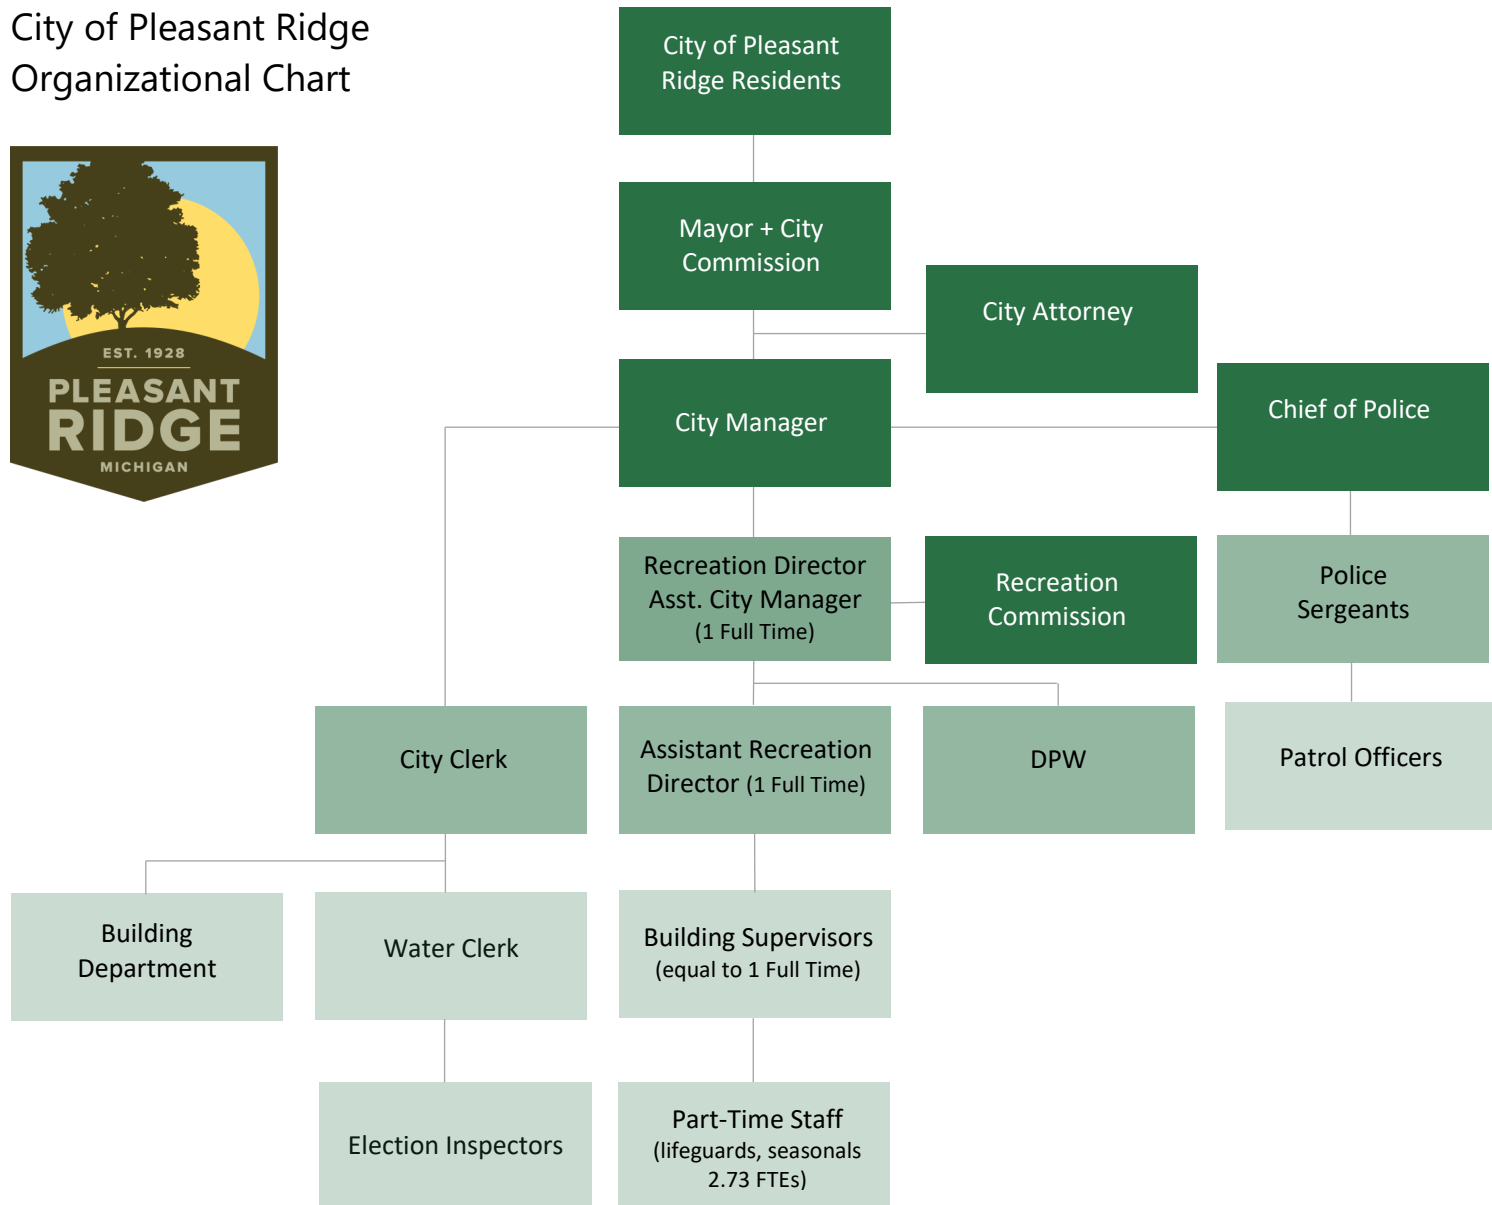 City of Pleasant Ridge
Organizational Chart
EST. 1928
PLEASANT
RIDGE
MICHIGAN
City of Pleasant
Ridge Residents
Mayor + City
Commission
City Attorney
City Manager
Chief of Police
Recreation Director
Asst. City Manager
(1 Full Time)
Recreation
Commission
Police
Sergeants
City Clerk
Assistant Recreation
Director (1 Full Time)
DPW
Patrol Officers
Building
Department
Water Clerk
Building Supervisors
(equal to 1 Full Time)
Election Inspectors
Part-Time Staff
(lifeguards, seasonals
2.73 FTEs)